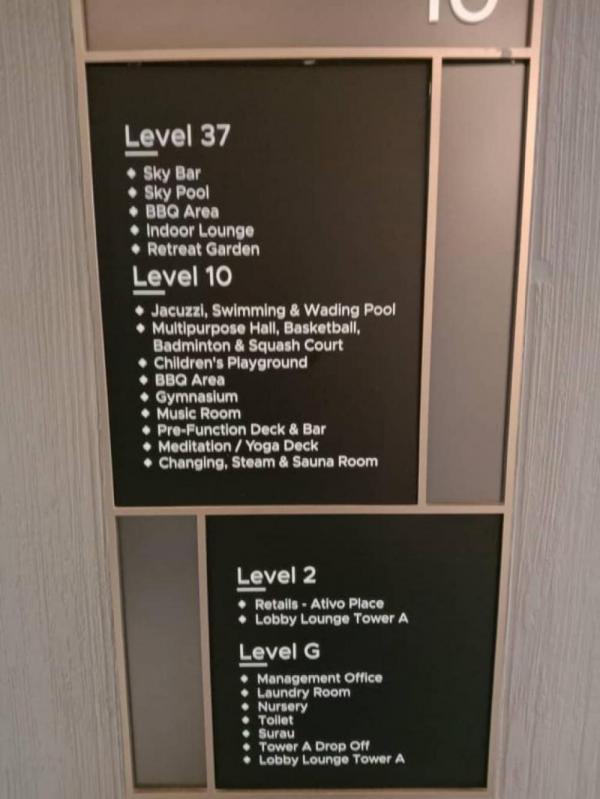 10
Level 37
Sky Bar
Sky Pool
BBQ Area
Indoor Lounge
Retreat Garden
Level 10
Jacuzzi, Swimming & Wading Pool
Multipurpose Hall, Basketball,
Badminton & Squash Court
Children's Playground
BBQ Area
Gymnasium
Music Room
Pre-Function Deck & Bar
Meditation / Yoga Deck
Changing, Steam & Sauna Room
Level 2
Retails - Ativo Place
Lobby Lounge Tower A
Level G
Management Office
Laundry Room
Nursery
Toilet
Surau
Tower A Drop Off
Lobby Lounge Tower A